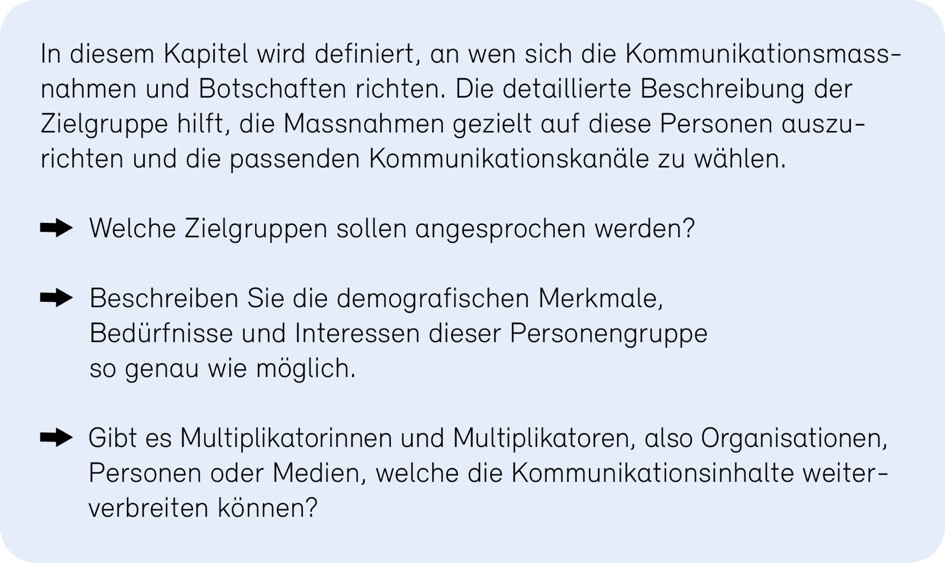 In diesem Kapitel wird definiert, an wen sich die Kommunikationsmass-
nahmen und Botschaften richten. Die detaillierte Beschreibung der
Zielgruppe hilft, die Massnahmen gezielt auf diese Personen auszu-
richten und die passenden Kommunikationskanäle zu wählen.
Welche Zielgruppen sollen angesprochen werden?
Beschreiben Sie die demografischen Merkmale,
Bedürfnisse und Interessen dieser Personengruppe
so genau wie möglich.
Gibt es Multiplikatorinnen und Multiplikatoren, also Organisationen,
Personen oder Medien, welche die Kommunikationsinhalte weiter-
verbreiten können?